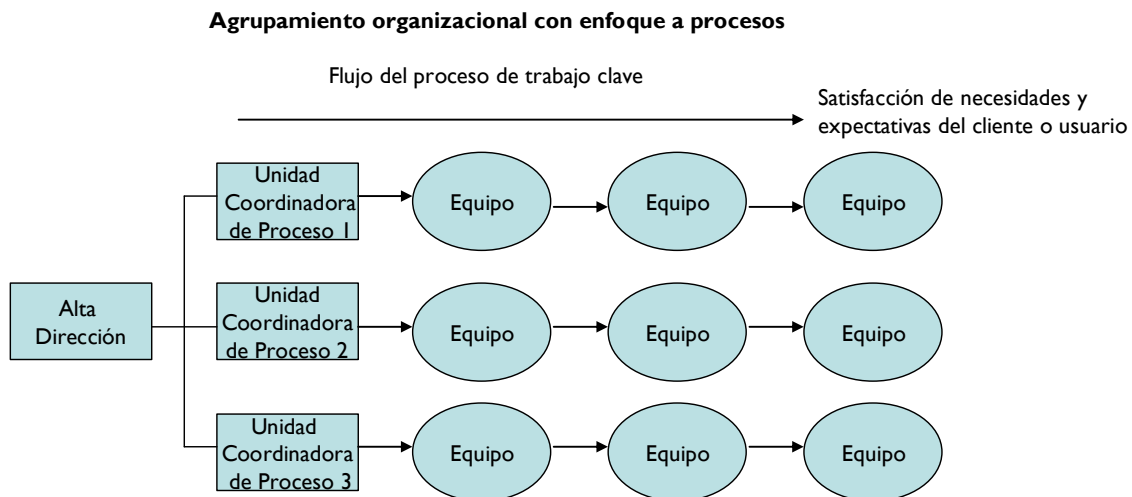 Agrupamiento organizacional con enfoque a procesos
Flujo del proceso de trabajo clave
Satisfacción de necesidades y
expectativas del cliente o usuario
Unidad
Coordinadora
de Proceso 1
Equipo
Equipo
Equipo
Alta
Dirección
Unidad
Coordinadora
de Proceso 2
Equipo
Equipo
Equipo
Unidad
Coordinadora
de Proceso 3
Equipo
Equipo
Equipo